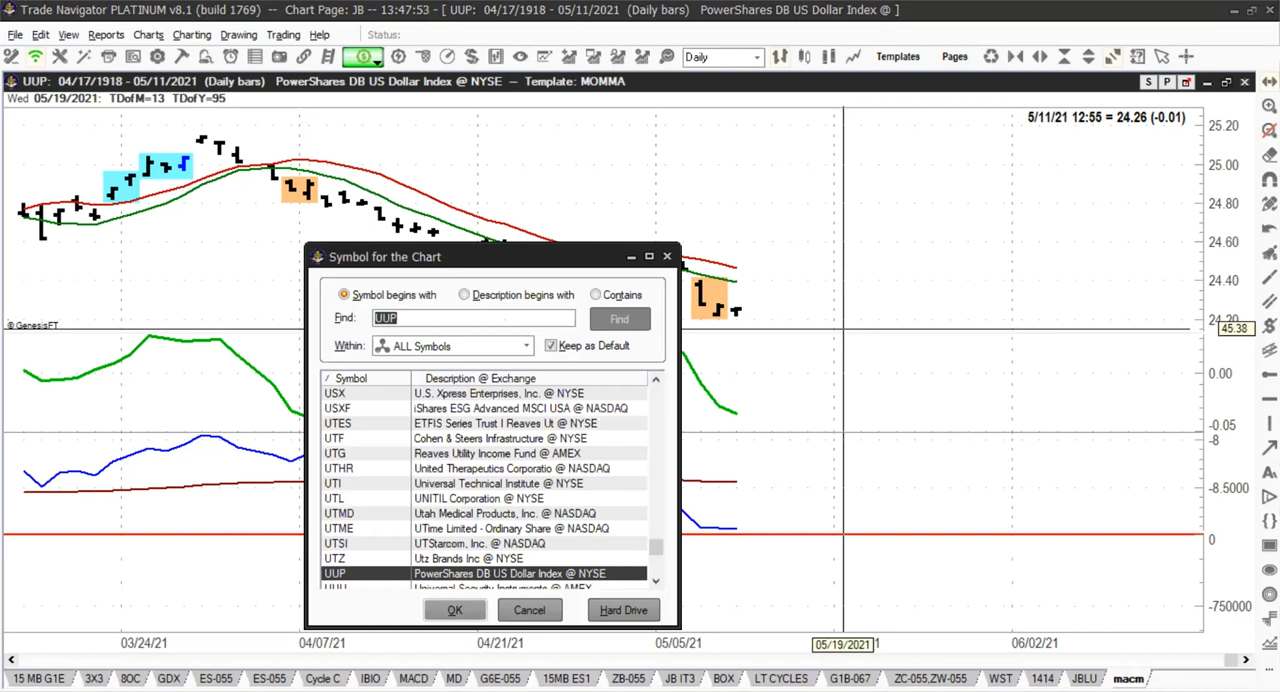 Trade Navigator PLATINUM v8.1 (build 1769) -- Chart Page: JB -- 13:47:53 - [ UUP: 04/17/1918 - 05/11/2021 (Daily bars) PowerShares DB US Dollar Index @ ]
File Edit View Reports Charts Charting Drawing Trading Help Status:
Daily Templates Pages
UUP: 04/17/1918 - 05/11/2021 (Daily bars) PowerShares DB US Dollar Index @ NYSE — Template: MOMMA S P
Wed 05/19/2021: TDofM=13 TDofY=95
5/11/21 12:55 = 24.26 (-0.01)
25.20
25.00
24.80
24.60
24.40
24.20
45.38
© GenesisFT
0.00
-0.05
-8
-8.5000
0
-750000
Symbol for the Chart
Symbol begins with Description begins with Contains
Find: UUP Find
Within: ALL Symbols Keep as Default
/ Symbol Description @ Exchange
USX U.S. Xpress Enterprises, Inc. @ NYSE
USXF iShares ESG Advanced MSCI USA @ NASDAQ
UTES ETFIS Series Trust I Reaves Ut @ NYSE
UTF Cohen & Steers Infrastructure @ NYSE
UTG Reaves Utility Income Fund @ AMEX
UTHR United Therapeutics Corporatio @ NASDAQ
UTI Universal Technical Institute @ NYSE
UTL UNITIL Corporation @ NYSE
UTMD Utah Medical Products, Inc. @ NASDAQ
UTME UTime Limited - Ordinary Share @ NASDAQ
UTSI UTStarcom, Inc. @ NASDAQ
UTZ Utz Brands Inc @ NYSE
UUP PowerShares DB US Dollar Index @ NYSE
UUU Universal Security Instruments @ AMEX
OK Cancel Hard Drive
03/24/21 04/07/21 04/21/21 05/05/21 05/19/2021 1 06/02/21
15 MB G1E 3X3 8OC GDX ES-055 ES-055 Cycle C IBIO MACD MD G6E-055 15MB ES1 ZB-055 JB IT3 BOX LT CYCLES G1B-067 ZC-055,ZW-055 WST 1414 JBLU macm